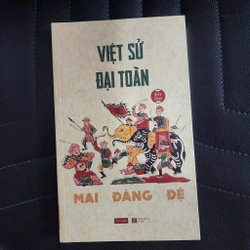 VIỆT SỬ
ĐẠI TOÀN
MAI ĐĂNG ĐỆ